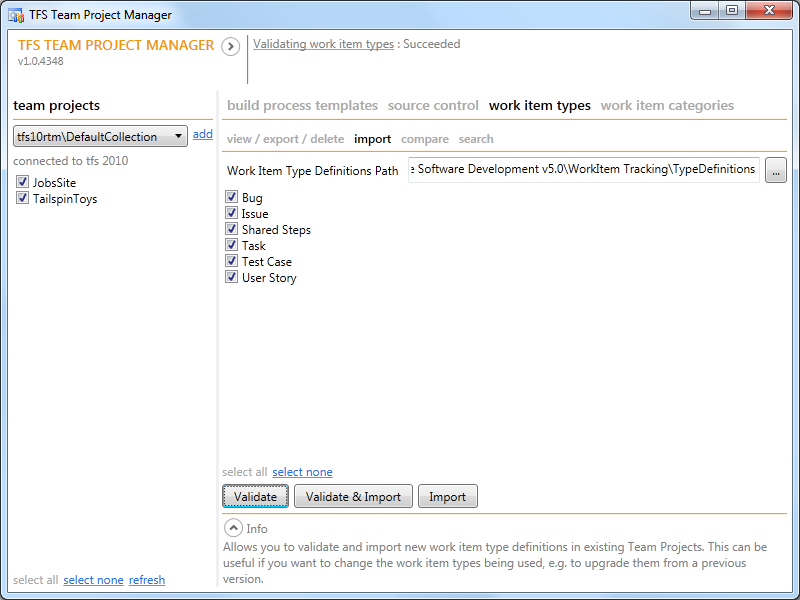 TFS Team Project Manager
TFS TEAM PROJECT MANAGER
v1.0.4348
Validating work item types : Succeeded
team projects
tfs10rtm\DefaultCollection
add
connected to tfs 2010
JobsSite
TailspinToys
select all select none refresh
build process templates source control work item types work item categories
view / export / delete import compare search
Work Item Type Definitions Path
Software Development v5.0\WorkItem Tracking\TypeDefinitions
...
Bug
Issue
Shared Steps
Task
Test Case
User Story
select all select none
Validate Validate & Import Import
Info
Allows you to validate and import new work item type definitions in existing Team Projects. This can be
useful if you want to change the work item types being used, e.g. to upgrade them from a previous
version.